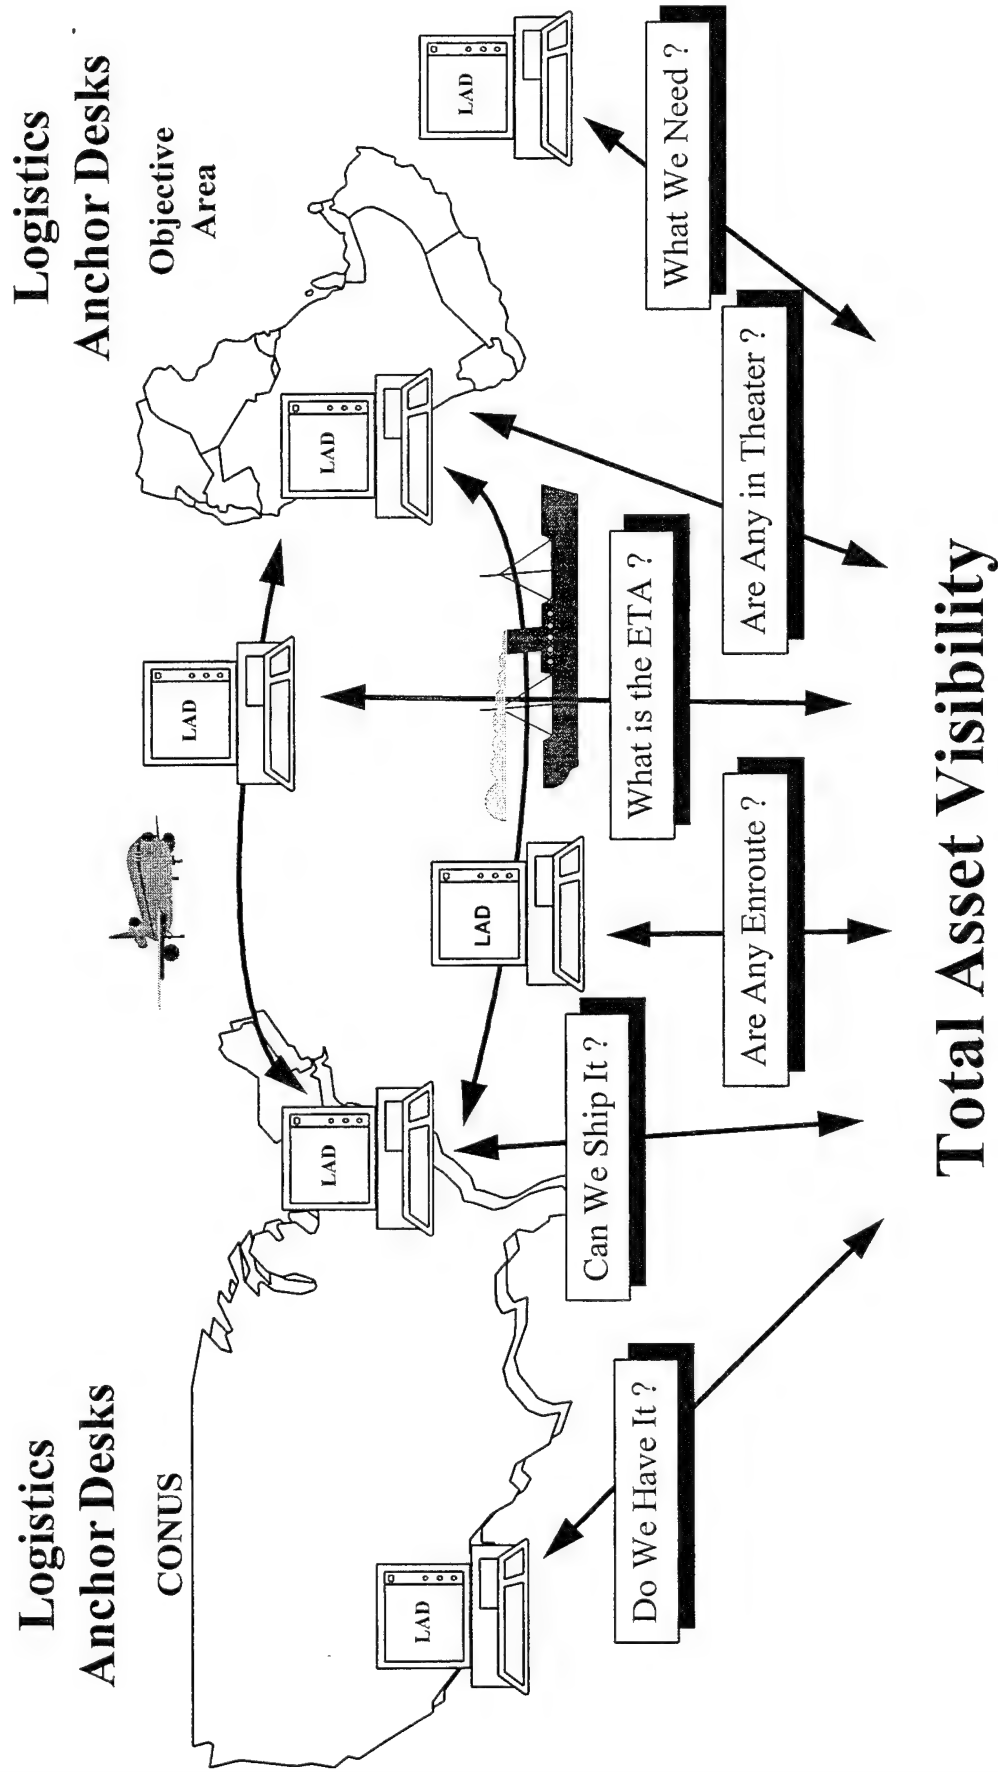 Logistics
Anchor Desks
CONUS
Logistics
Anchor Desks
Objective
Area
LAD
LAD
LAD
LAD
LAD
LAD
Do We Have It ?
Can We Ship It ?
Are Any Enroute ?
What is the ETA ?
Are Any in Theater ?
What We Need ?
Total Asset Visibility